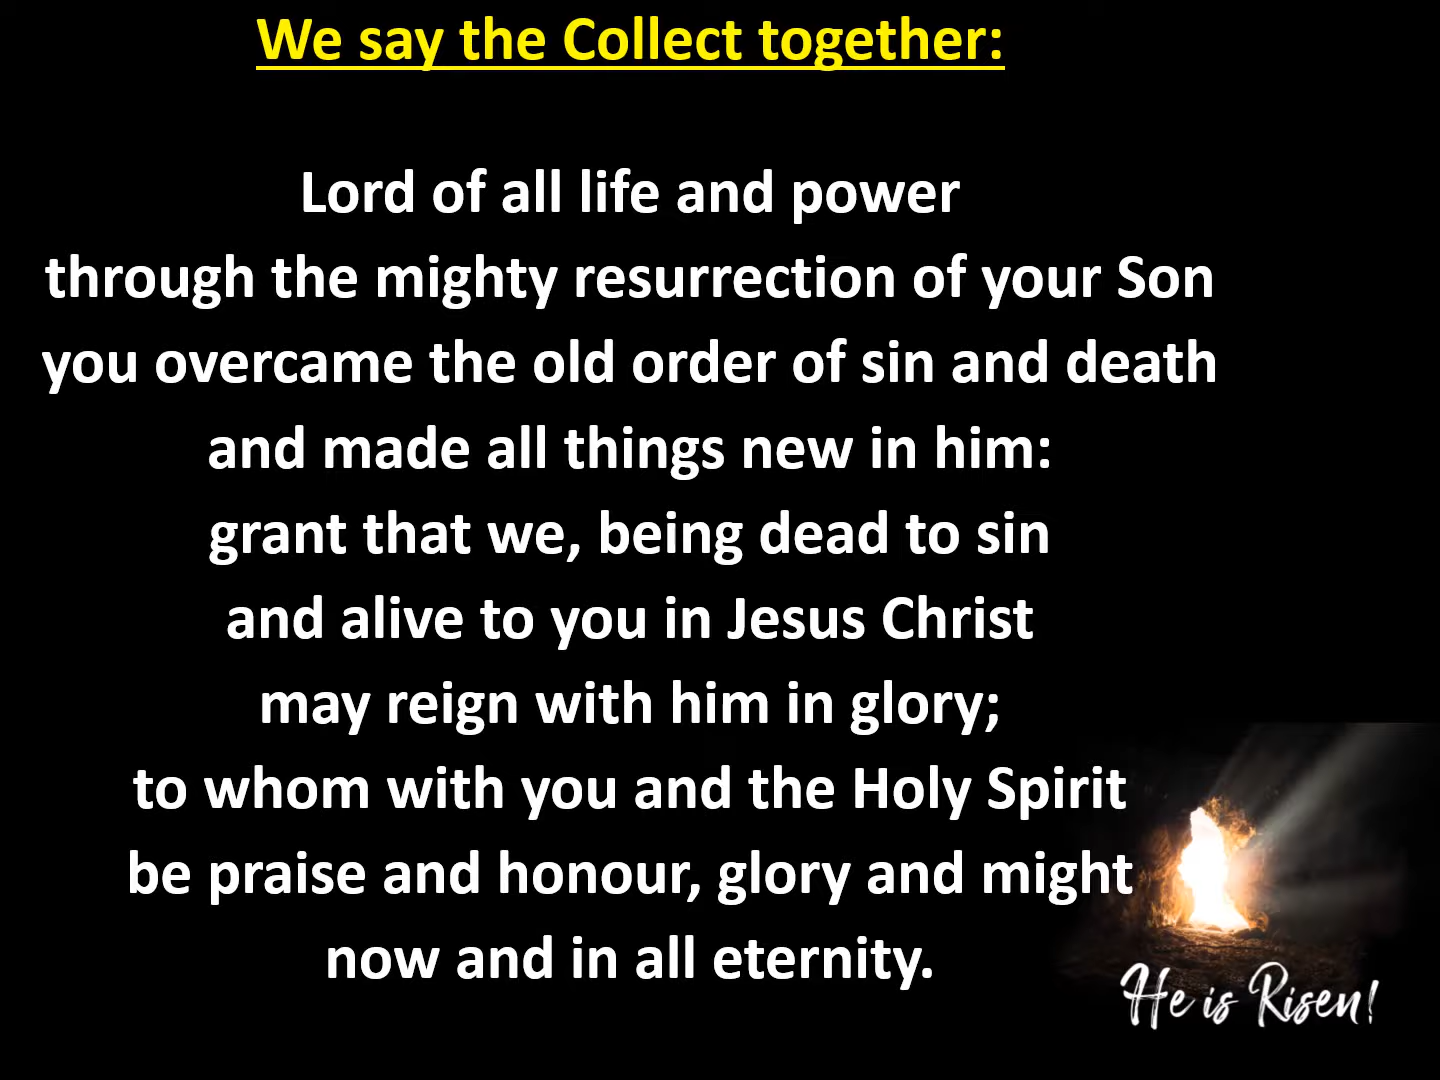 We say the Collect together:
Lord of all life and power
through the mighty resurrection of your Son
you overcame the old order of sin and death
and made all things new in him:
grant that we, being dead to sin
and alive to you in Jesus Christ
may reign with him in glory;
to whom with you and the Holy Spirit
be praise and honour, glory and might
now and in all eternity.
He is Risen!